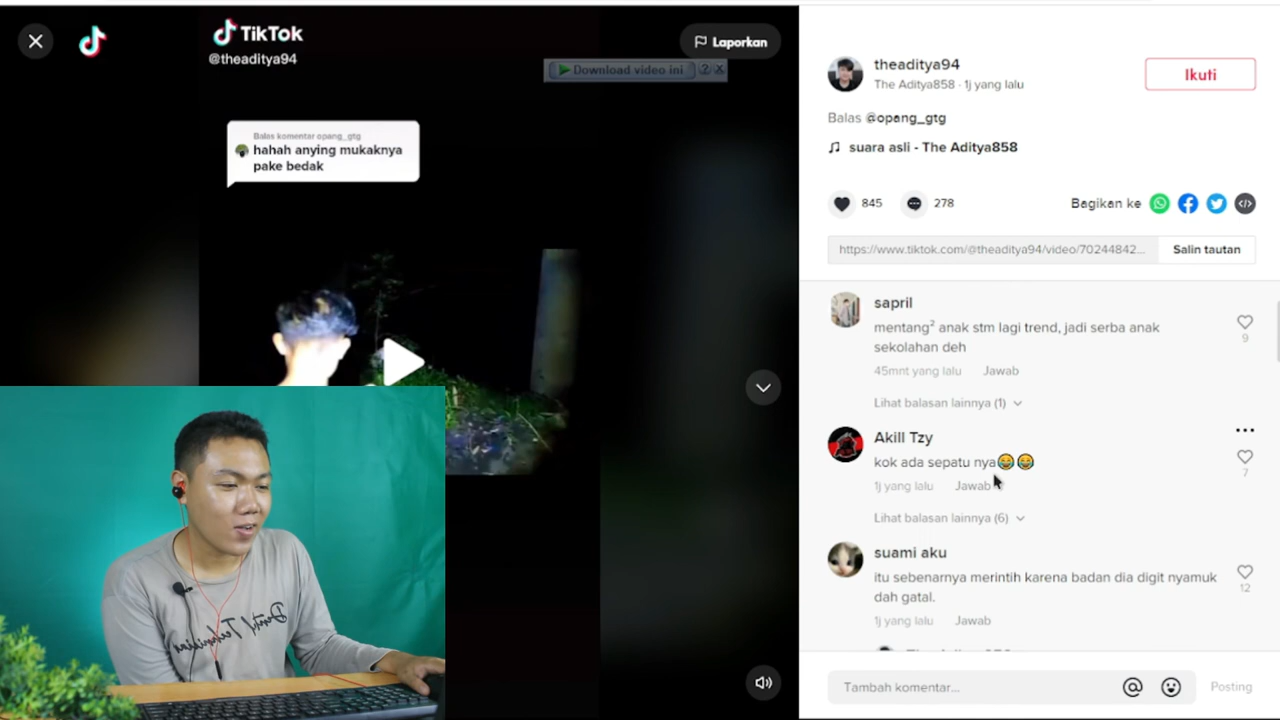 TikTok
@theaditya94
Laporkan
Download video ini
Balas komentar opang_gtg
hahah anying mukaknya
pake bedak
theaditya94
The Aditya858 · 1j yang lalu
Ikuti
Balas @opang_gtg
suara asli - The Aditya858
845
278
Bagikan ke
https://www.tiktok.com/@theaditya94/video/70244842...
Salin tautan
sapril
mentang² anak stm lagi trend, jadi serba anak
sekolahan deh
9
45mnt yang lalu Jawab
Lihat balasan lainnya (1)
Akill Tzy
kok ada sepatu nya😂😂
7
1j yang lalu Jawab
Lihat balasan lainnya (6)
suami aku
itu sebenarnya merintih karena badan dia digit nyamuk
dah gatal.
12
1j yang lalu Jawab
Tambah komentar...
Posting